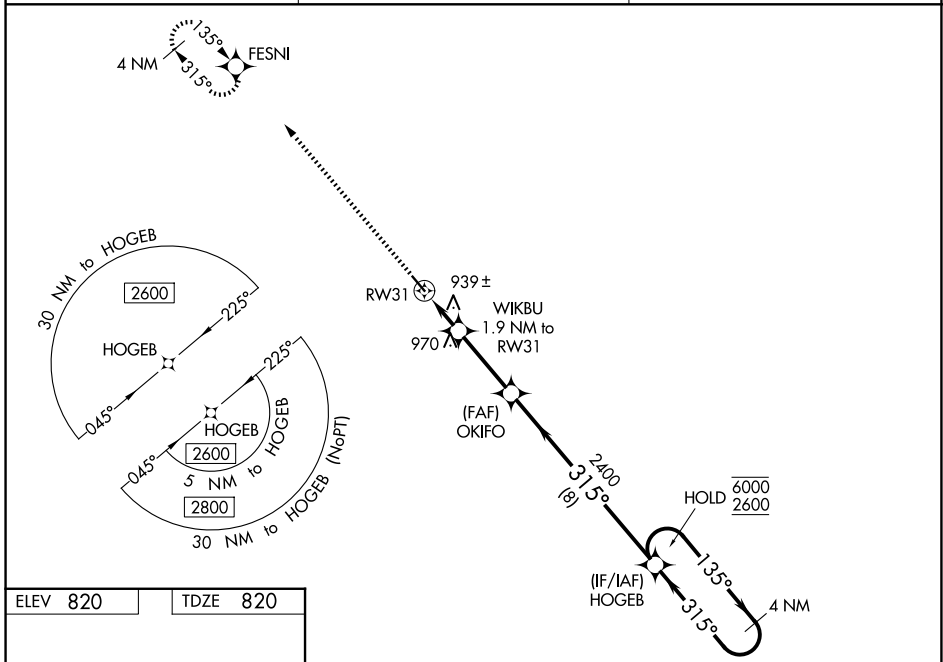 135°
FESNI
4 NM
315°
30 NM to HOGEB
2600
225°
HOGEB
045°
225°
HOGEB
045°
2600
5 NM to HOGEB
2800
30 NM to HOGEB (NoPT)
RW31
939 ±
WIKBU
1.9 NM to
RW31
970
(FAF)
OKIFO
2400
315°
(8)
HOLD
6000
2600
(IF/IAF)
HOGEB
135°
315°
4 NM
ELEV 820
TDZE 820